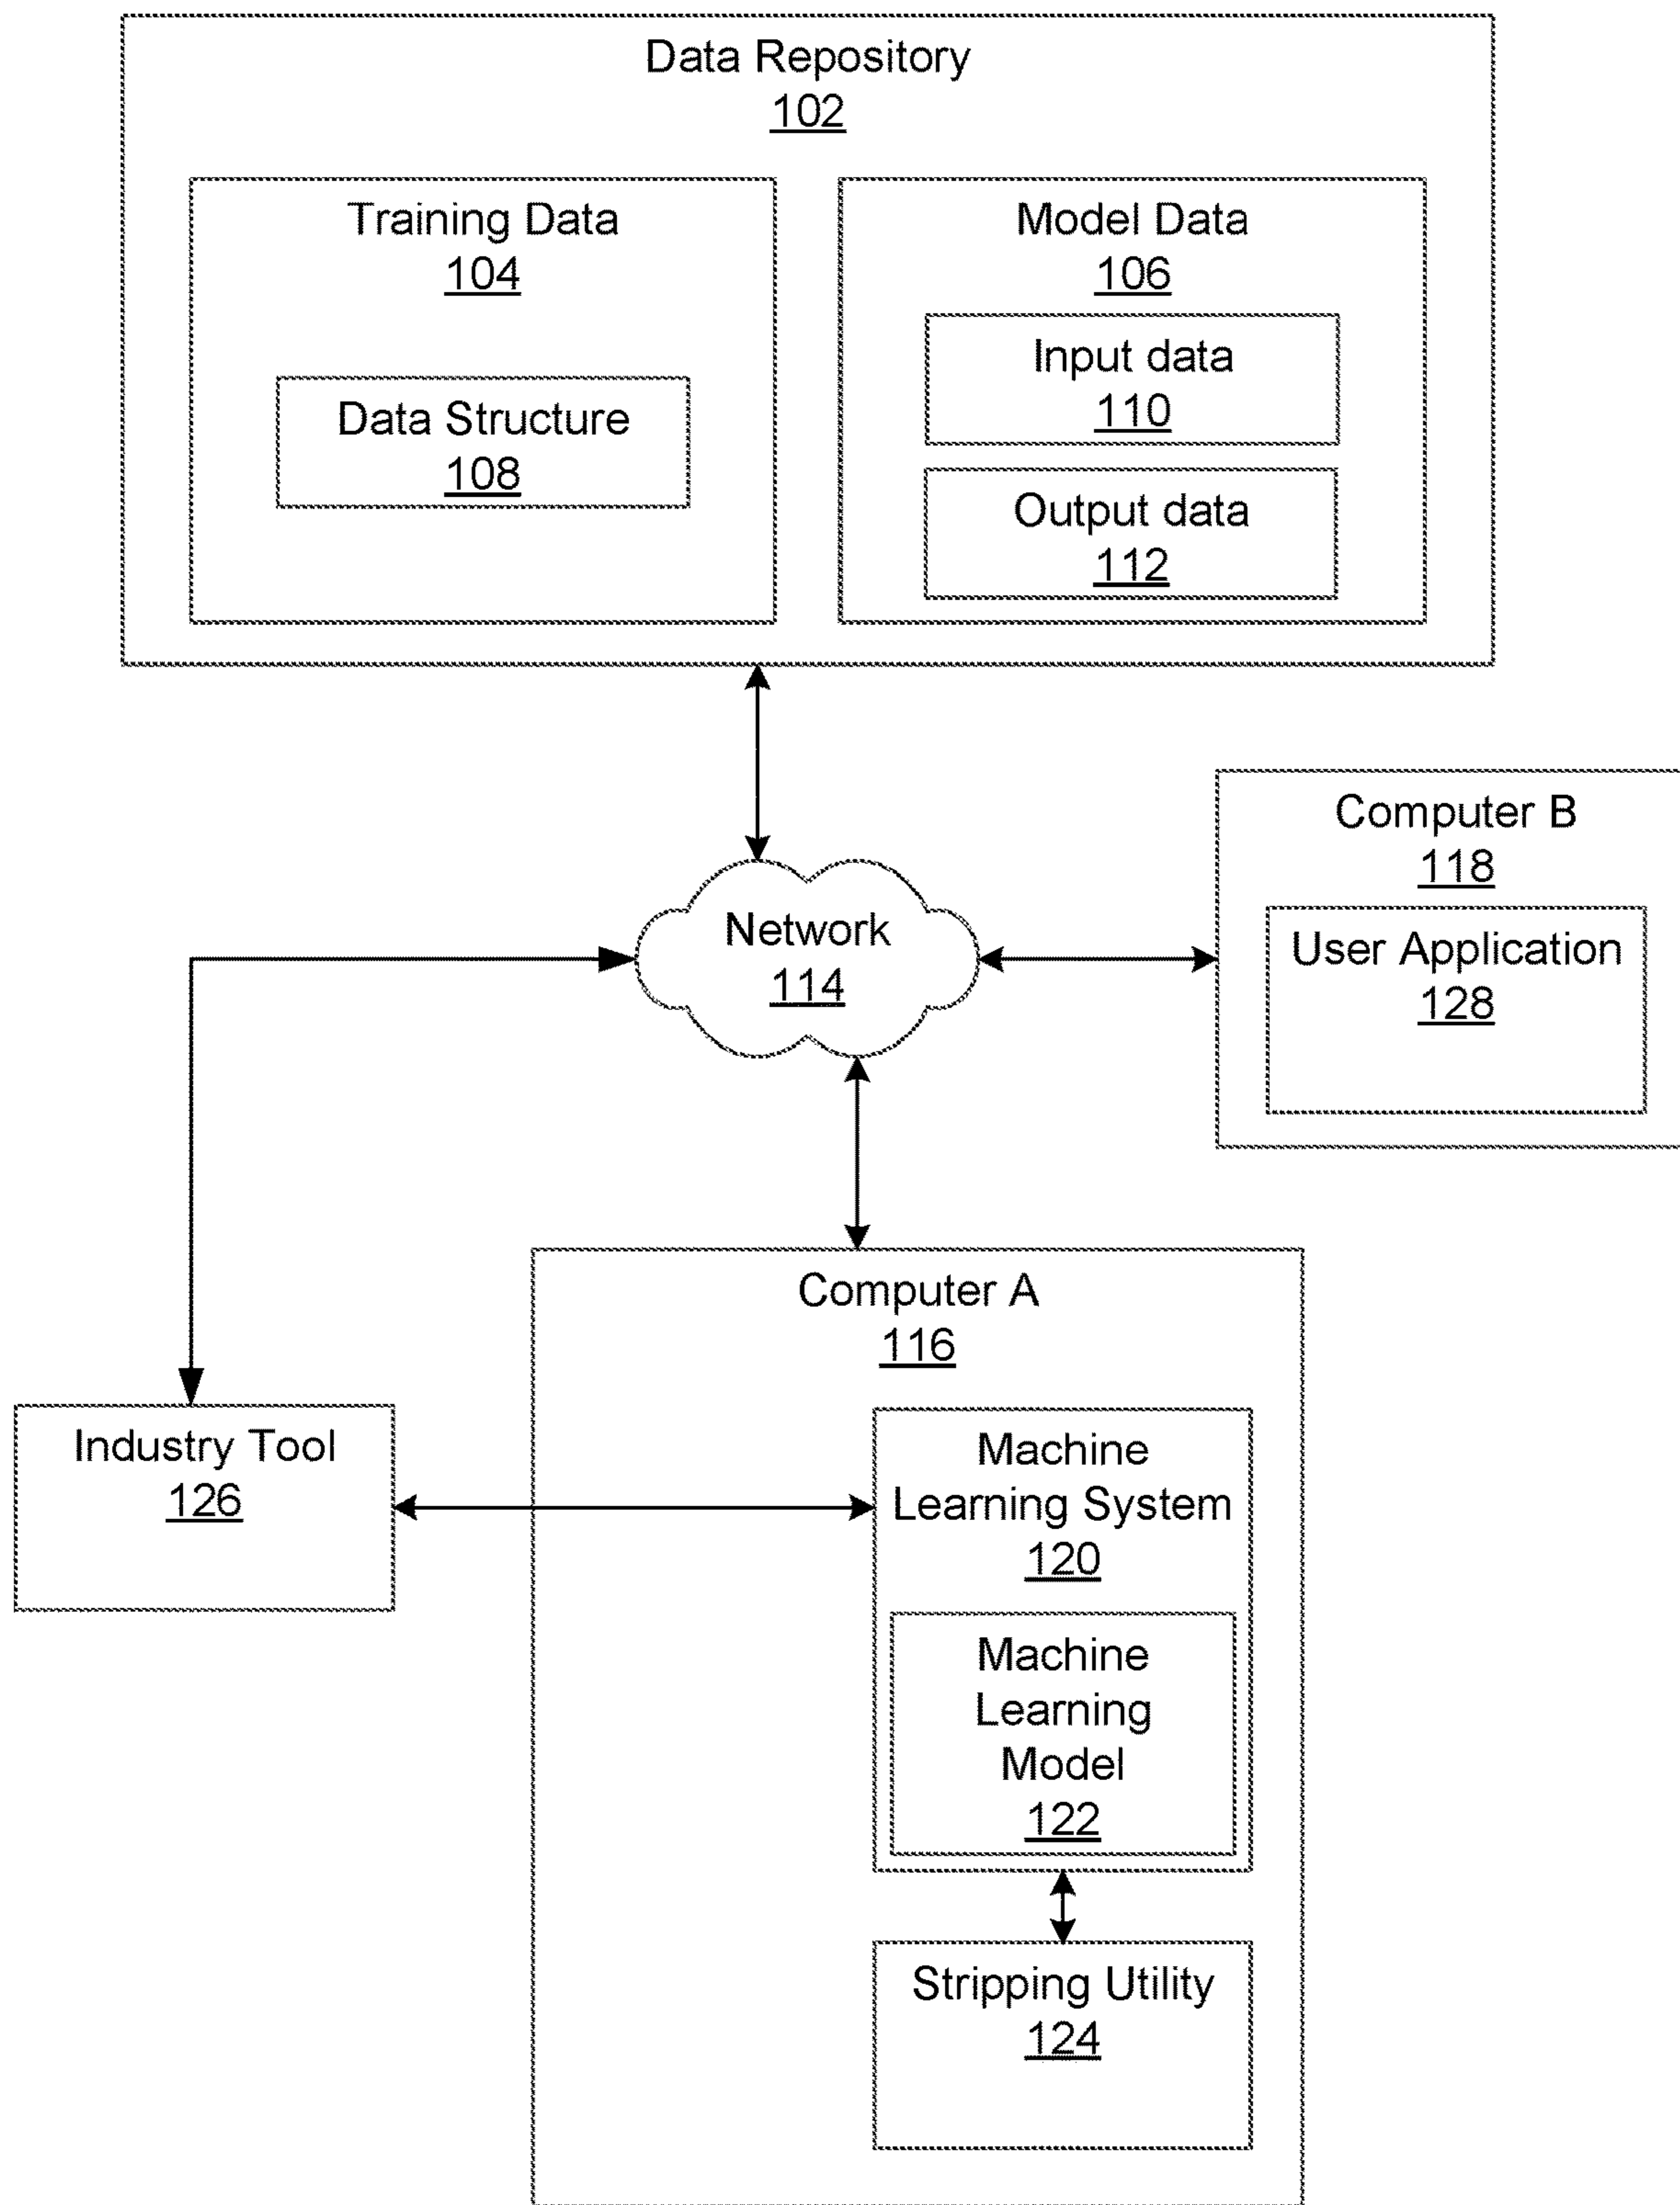 Data Repository
102
Training Data
104
Data Structure
108
Model Data
106
Input data
110
Output data
112
Computer B
118
User Application
128
Network
114
Computer A
116
Industry Tool
126
Machine
Learning System
120
Machine
Learning
Model
122
Stripping Utility
124